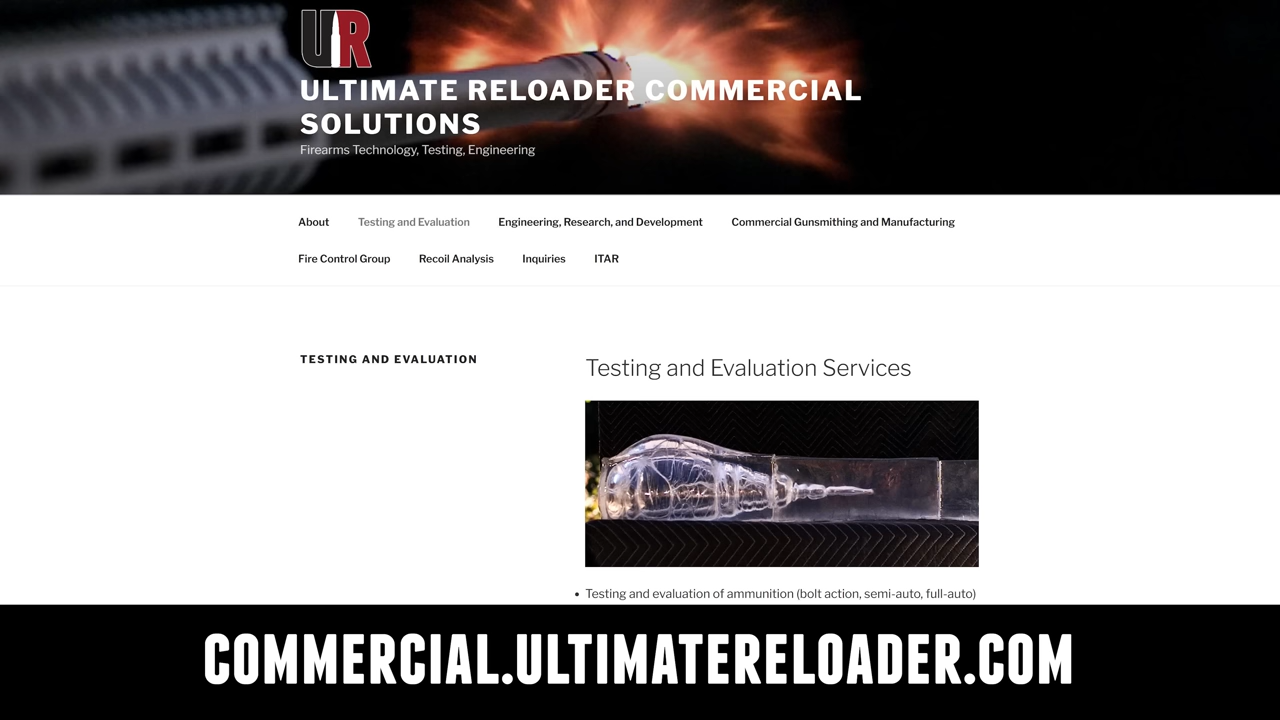 UR
ULTIMATE RELOADER COMMERCIAL
SOLUTIONS
Firearms Technology, Testing, Engineering
About Testing and Evaluation Engineering, Research, and Development Commercial Gunsmithing and Manufacturing
Fire Control Group Recoil Analysis Inquiries ITAR
TESTING AND EVALUATION
Testing and Evaluation Services
• Testing and evaluation of ammunition (bolt action, semi-auto, full-auto)
COMMERCIAL.ULTIMATERELOADER.COM